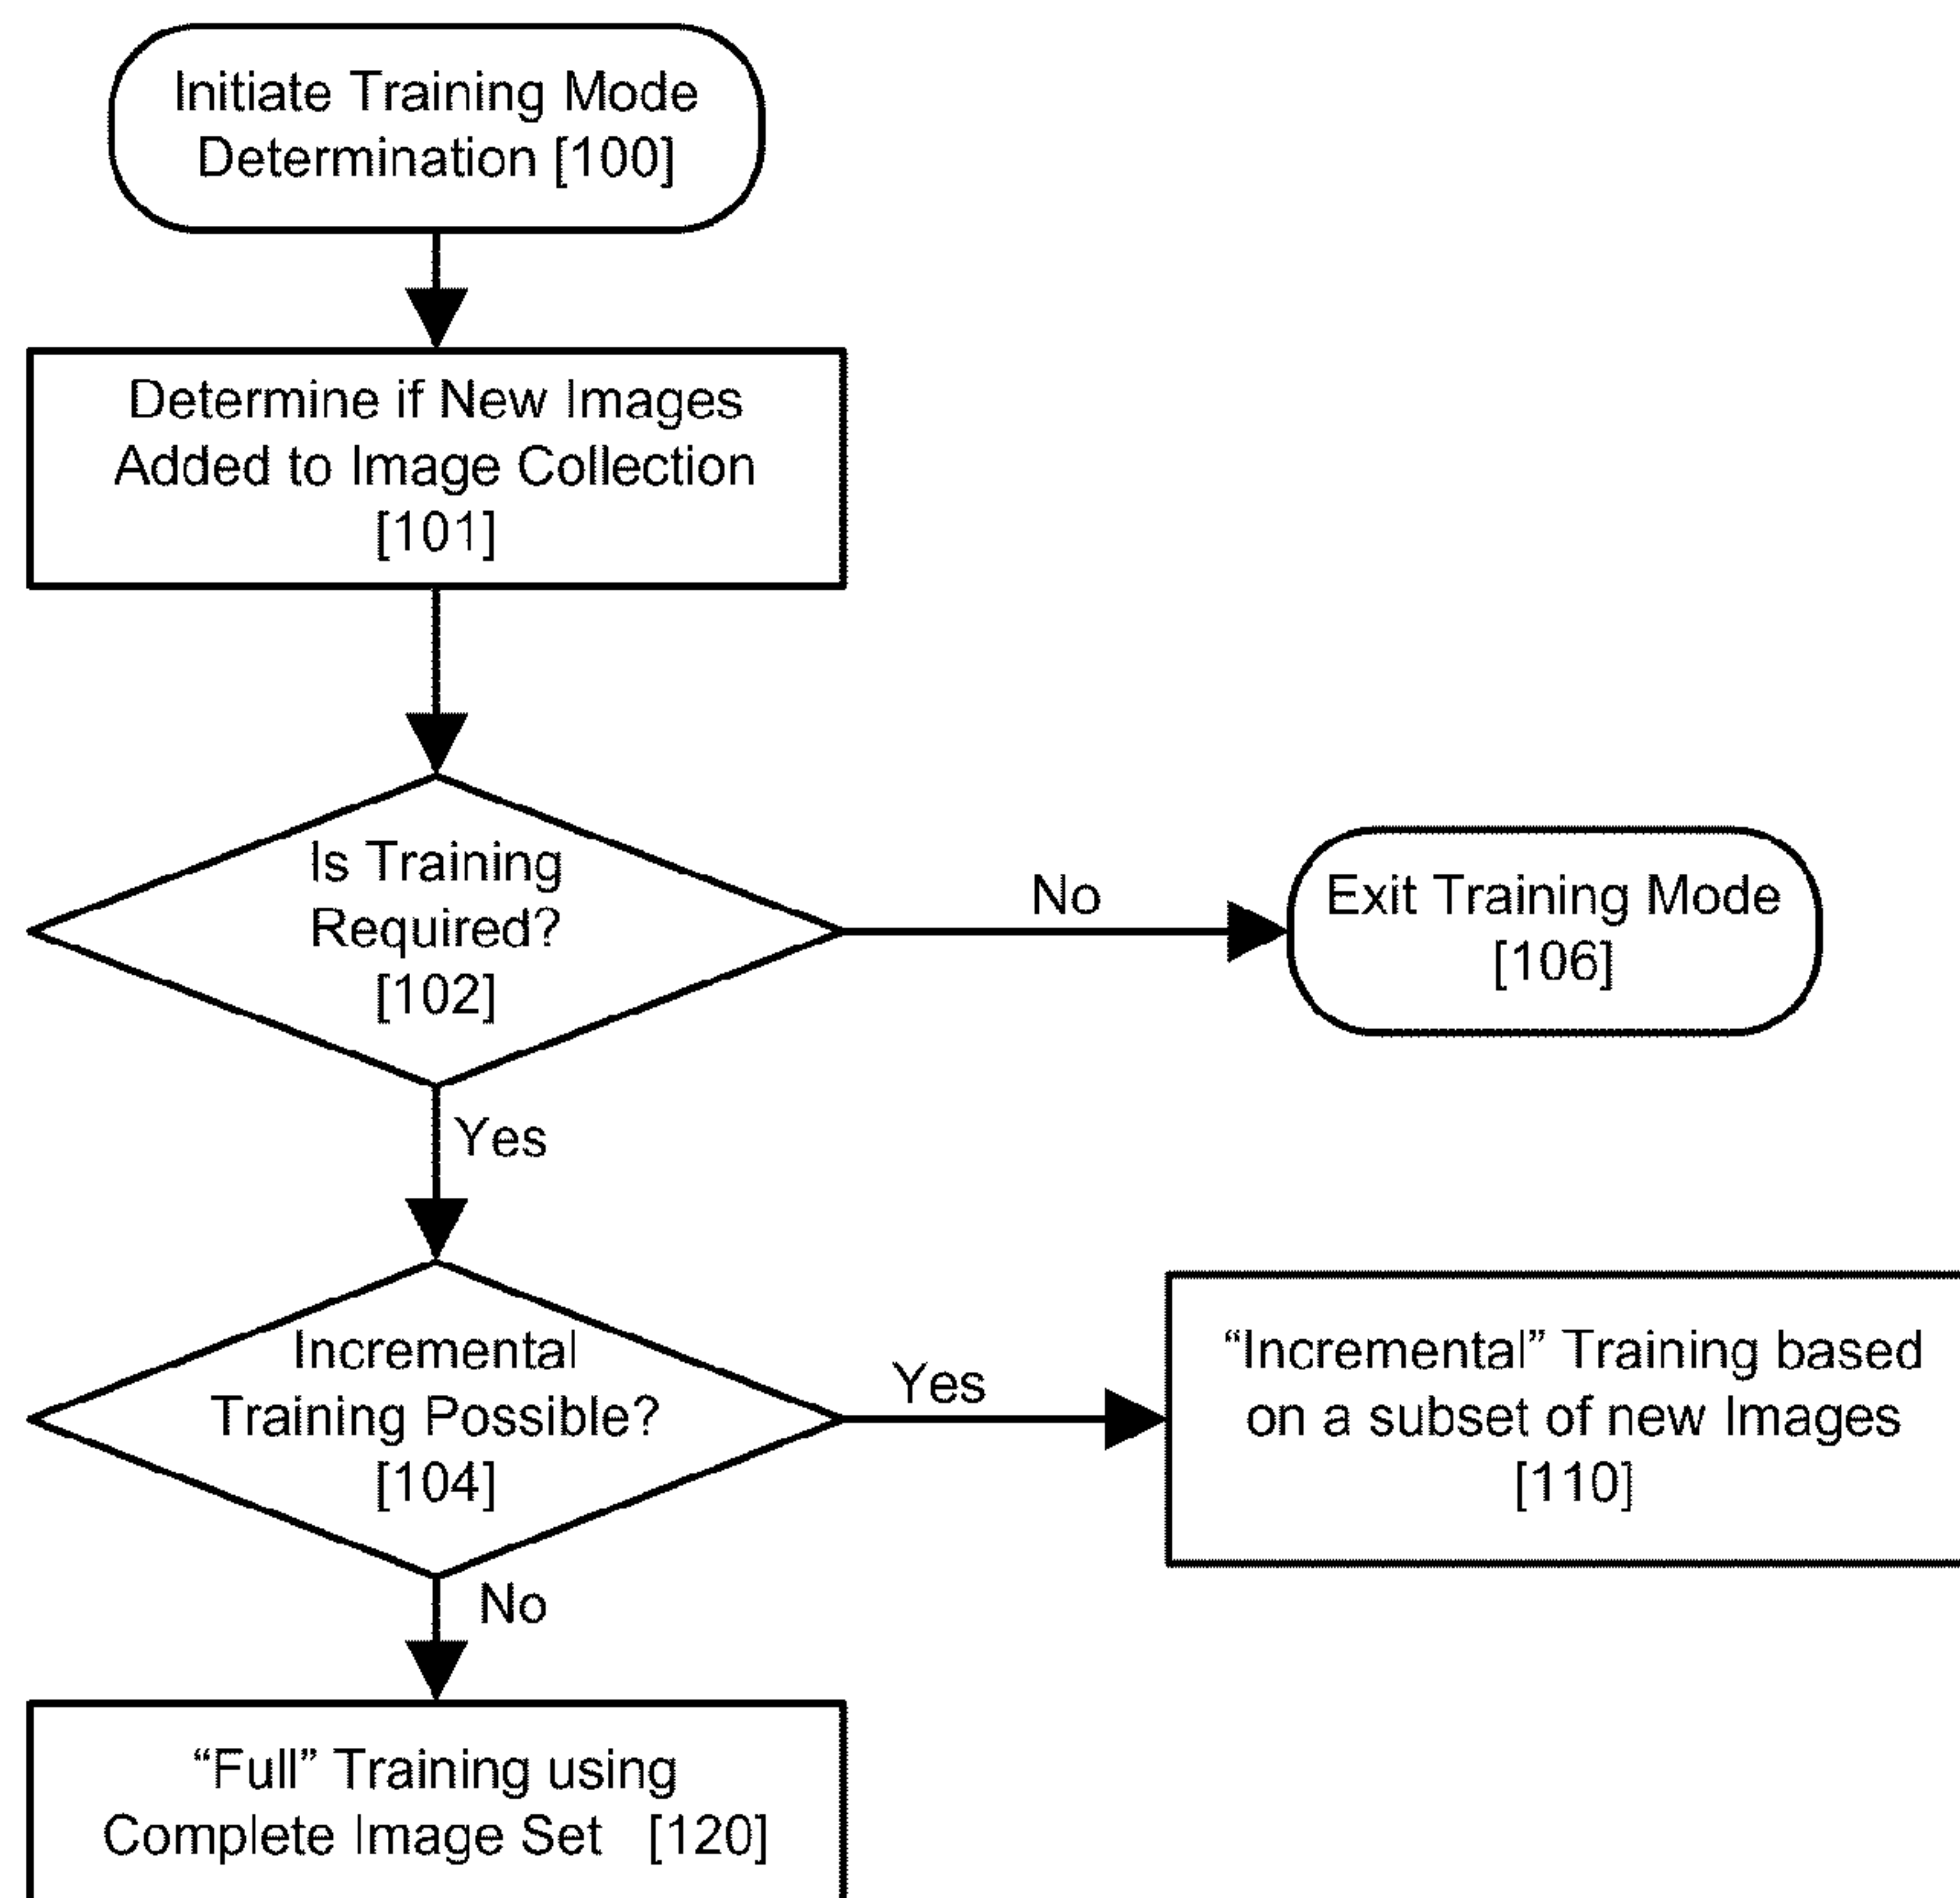 Initiate Training Mode
Determination [100]
Determine if New Images
Added to Image Collection
[101]
Is Training
Required?
[102]
No
Exit Training Mode
[106]
Yes
Incremental
Training Possible?
[104]
Yes
“Incremental” Training based
on a subset of new Images
[110]
No
“Full” Training using
Complete Image Set [120]